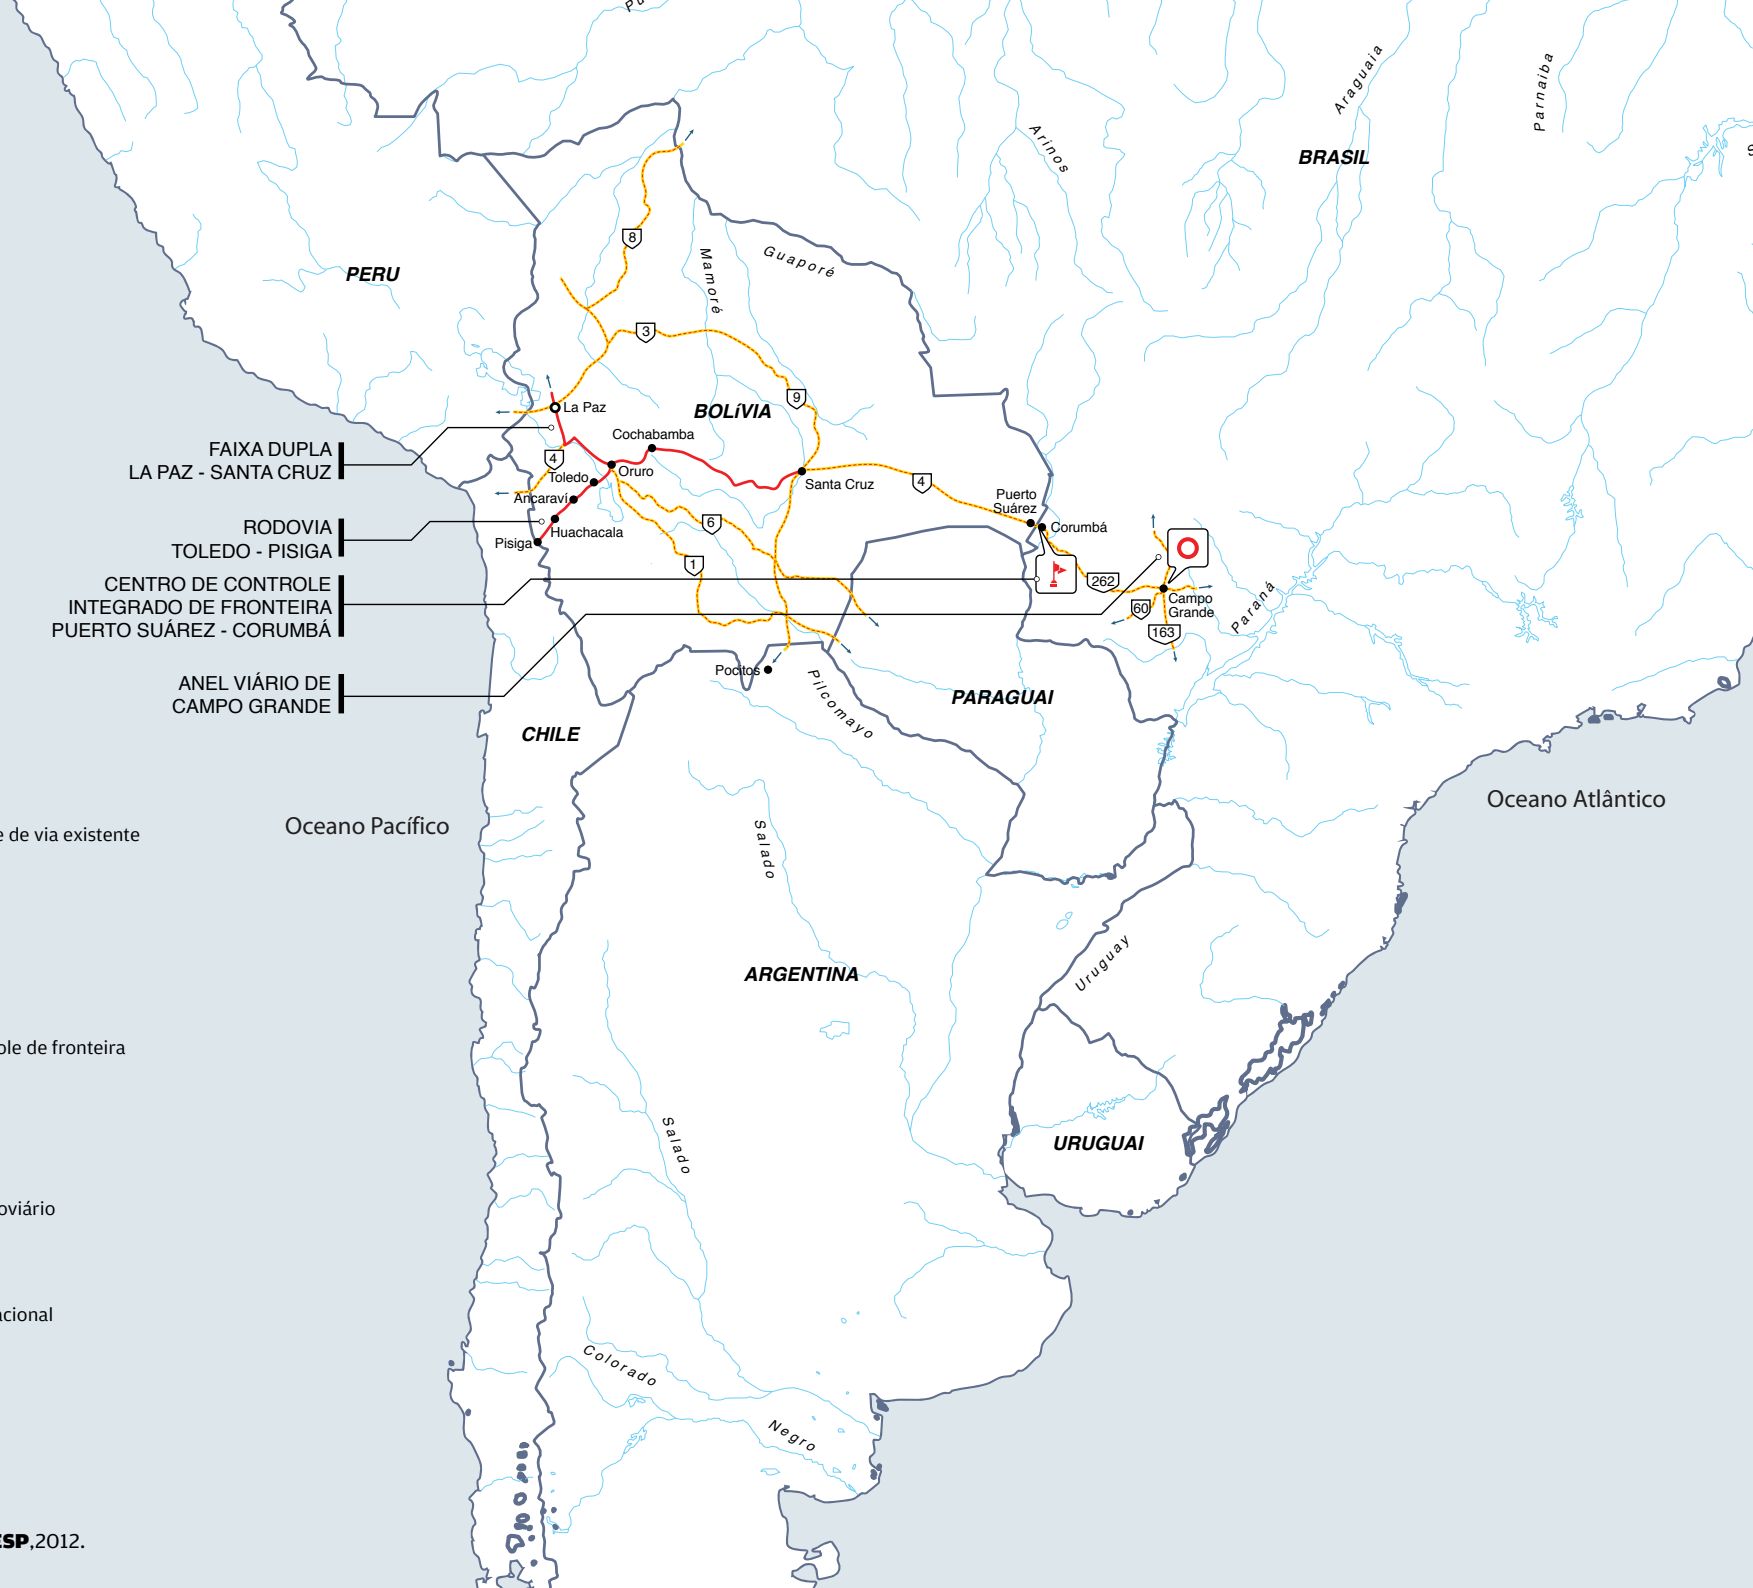 Araguaia
Parnaiba
Arinos
BRASIL
8
Guaporé
Mamoré
PERU
3
9
La Paz
BOLíVIA
Cochabamba
FAIXA DUPLA
LA PAZ - SANTA CRUZ
4
Oruro
Toledo
Santa Cruz
4
Ancaraví
Puerto
Suárez
Corumbá
RODOVIA
TOLEDO - PISIGA
Huachacala
Pisiga
6
1
CENTRO DE CONTROLE
INTEGRADO DE FRONTEIRA
PUERTO SUÁREZ - CORUMBÁ
262
Campo
Grande
60
163
Paraná
ANEL VIÁRIO DE
CAMPO GRANDE
Pocitos
Pilcomayo
PARAGUAI
CHILE
Oceano Atlântico
Oceano Pacífico
e de via existente
Salado
Uruguay
ARGENTINA
ole de fronteira
Salado
URUGUAI
oviário
acional
Colorado
Negro
ESP,2012.